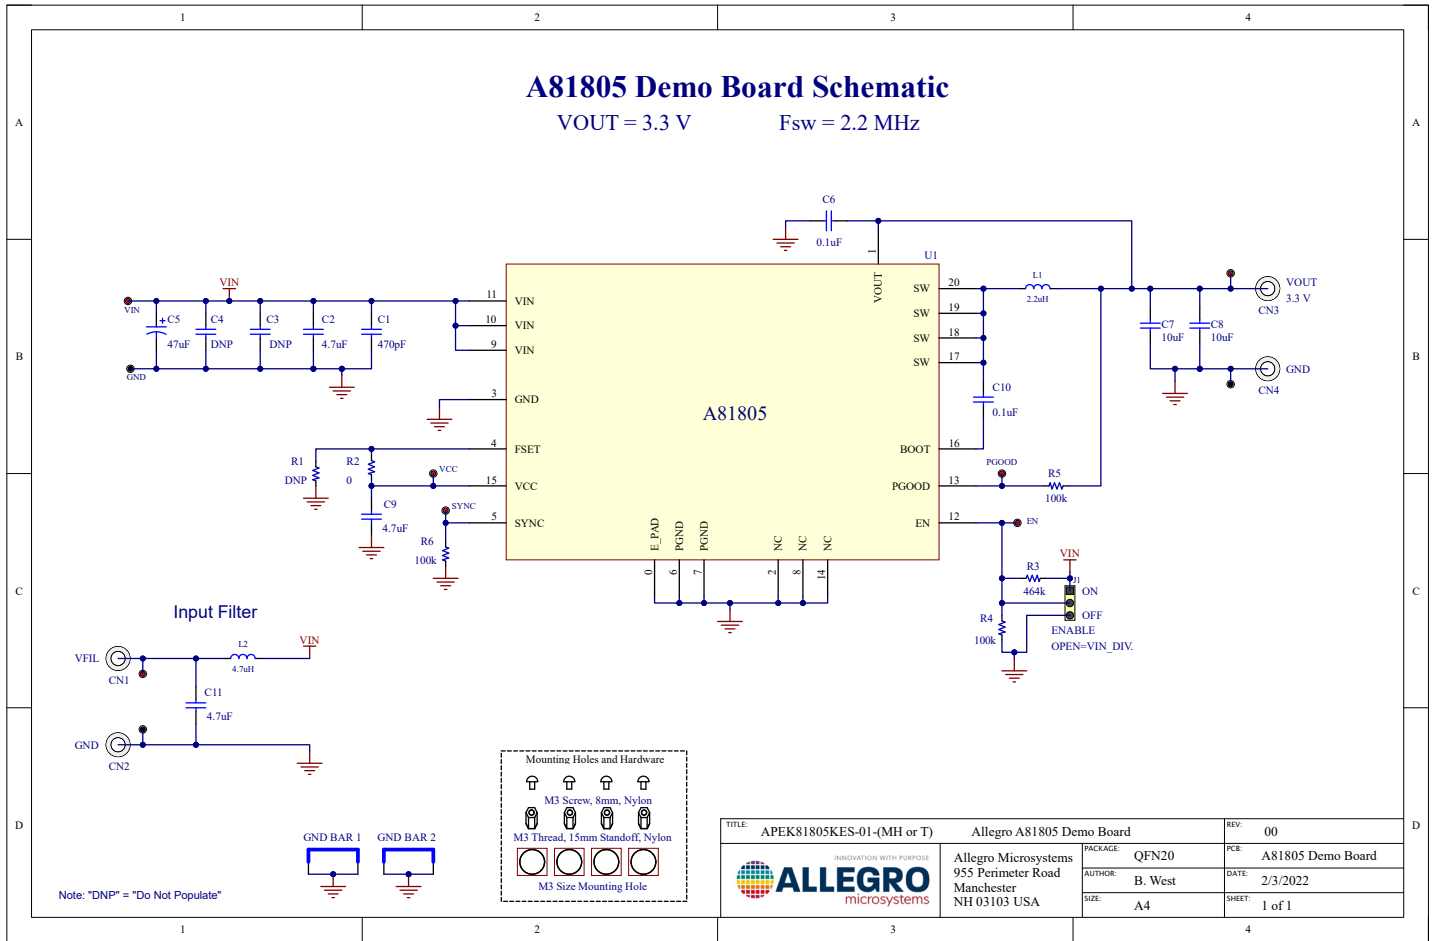 1 2 3 4
A81805 Demo Board Schematic
VOUT = 3.3 V Fsw = 2.2 MHz
A A
B B
C C
D D
C6
0.1uF
1
VOUT
U1
A81805
VIN
VIN
GND
C5
47uF
C4
DNP
C3
DNP
C2
4.7uF
C1
470pF
11 VIN
10 VIN
9 VIN
3 GND
4 FSET
15 VCC
5 SYNC
R1
DNP
R2
0
VCC
C9
4.7uF
SYNC
R6
100k
E_PAD
PGND
PGND
NC
NC
NC
0 6 7 2 8 14
SW 20
SW 19
SW 18
SW 17
BOOT 16
PGOOD 13
EN 12
L1
2.2uH
C10
0.1uF
PGOOD
R5
100k
C7
10uF
C8
10uF
VOUT
3.3 V
CN3
GND
CN4
EN
VIN
R3
464k
J1
ON
OFF
R4
100k
ENABLE
OPEN=VIN_DIV.
Input Filter
VFIL
CN1
L2
4.7uH
VIN
C11
4.7uF
GND
CN2
GND BAR 1 GND BAR 2
Note: "DNP" = "Do Not Populate"
Mounting Holes and Hardware
M3 Screw, 8mm, Nylon
M3 Thread, 15mm Standoff, Nylon
M3 Size Mounting Hole
TITLE: APEK81805KES-01-(MH or T) Allegro A81805 Demo Board
REV: 00
INNOVATION WITH PURPOSE
ALLEGRO
microsystems
Allegro Microsystems
955 Perimeter Road
Manchester
NH 03103 USA
PACKAGE: QFN20
PCB: A81805 Demo Board
AUTHOR: B. West
DATE: 2/3/2022
SIZE: A4
SHEET: 1 of 1
1 2 3 4